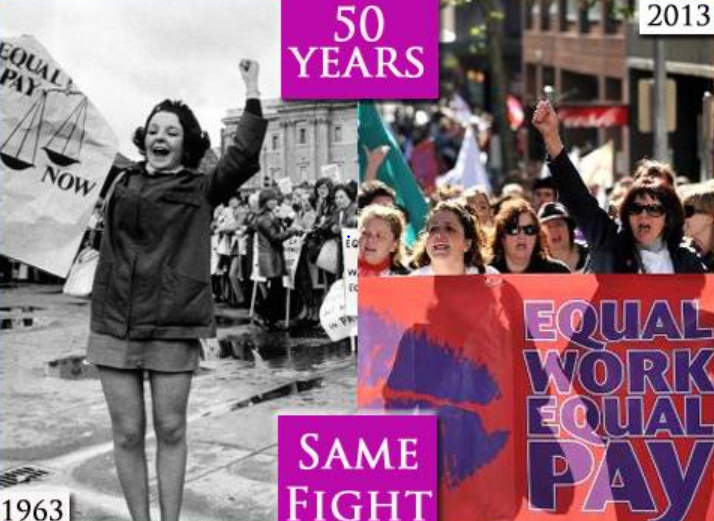 50
YEARS
2013
EQUAL
PAY
NOW
EQUAL
WORK
EQUAL
PAY
SAME
FIGHT
1963